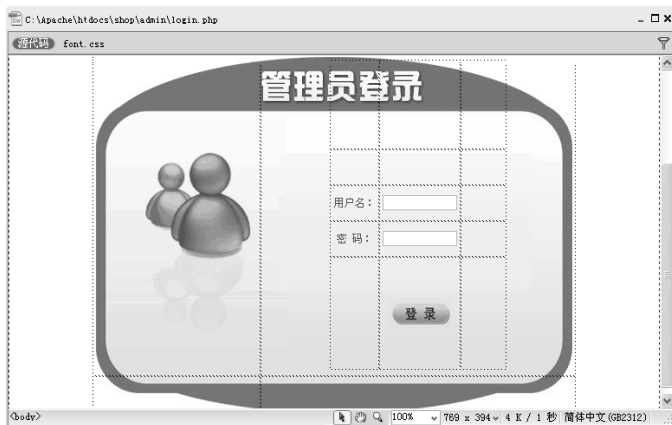 C:\Apache\htdocs\shop\admin\login.php
源代码 font.css
管理员登录
用户名：
密 码：
登 录
<body> 100% 769 x 394 4 K / 1 秒 简体中文(GB2312)